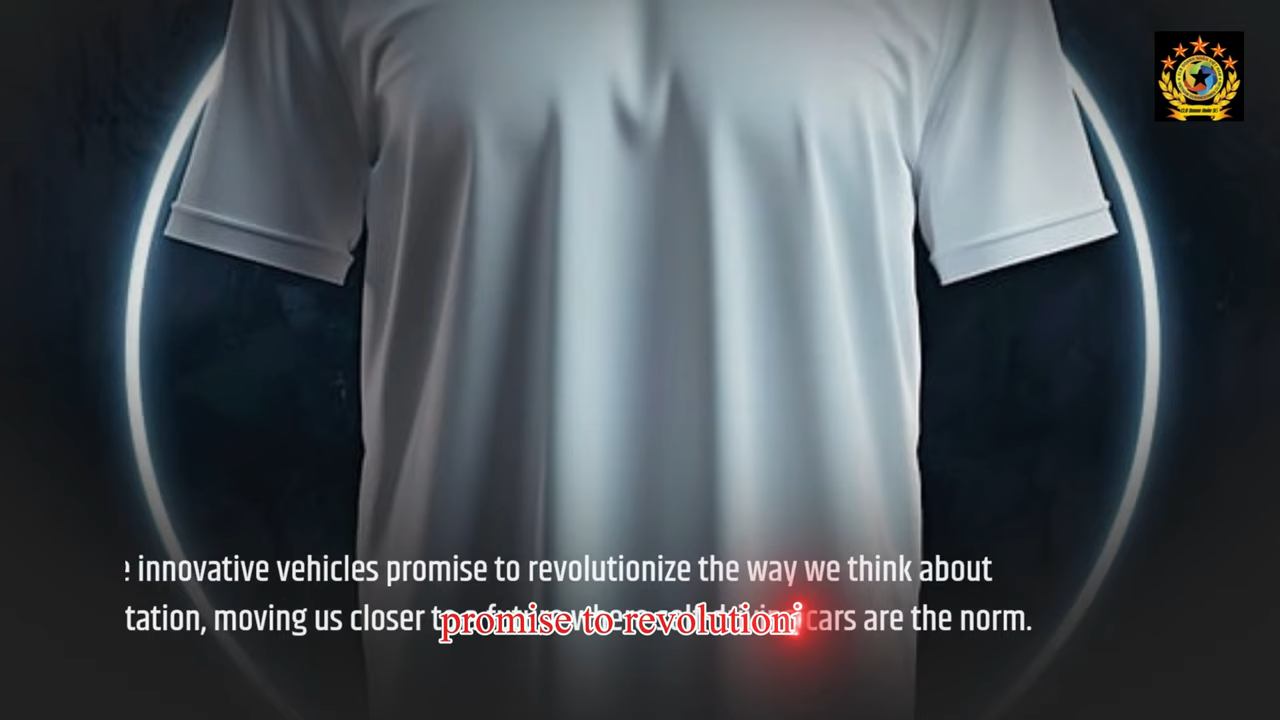 innovative vehicles promise to revolutionize the way we think about
tation, moving us closer cars are the norm.
promise to revolution